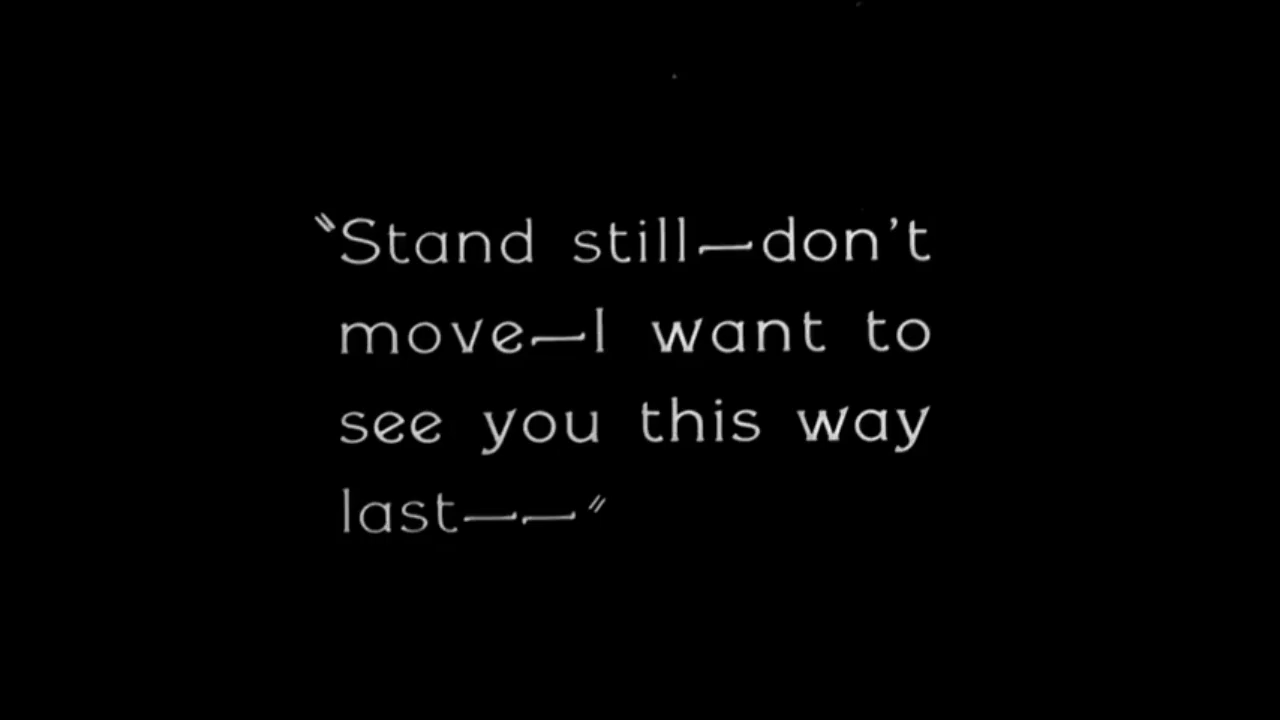 "Stand still—don't
move—I want to
see you this way
last——"